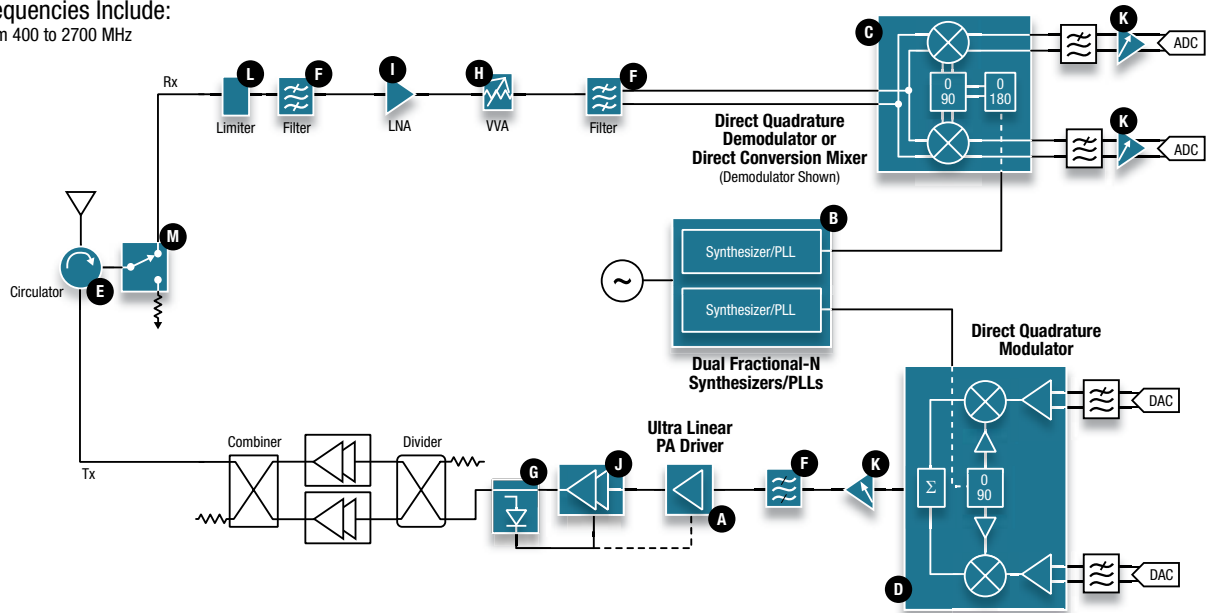 equencies Include:
m 400 to 2700 MHz
C
K
ADC
Rx
L
F
I
H
F
0
90
0
180
Limiter
Filter
LNA
VVA
Filter
Direct Quadrature
Demodulator or
Direct Conversion Mixer
(Demodulator Shown)
K
ADC
M
B
Synthesizer/PLL
Circulator
E
~
Synthesizer/PLL
Dual Fractional-N
Synthesizers/PLLs
Direct Quadrature
Modulator
DAC
Combiner
Divider
Ultra Linear
PA Driver
Tx
G
J
F
K
A
Σ
0
90
D
DAC